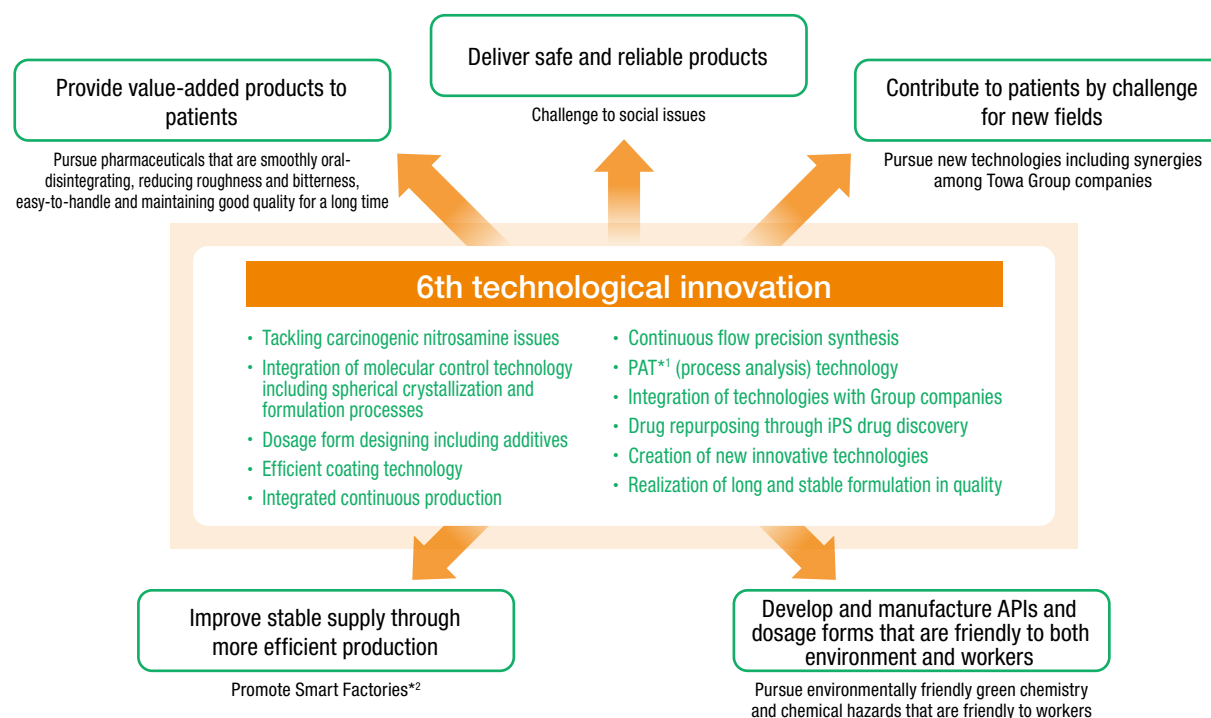 Deliver safe and reliable products
Challenge to social issues
Provide value-added products to
patients
Pursue pharmaceuticals that are smoothly oral-
disintegrating, reducing roughness and bitterness,
easy-to-handle and maintaining good quality for a long time
Contribute to patients by challenge
for new fields
Pursue new technologies including synergies
among Towa Group companies
6th technological innovation
• Tackling carcinogenic nitrosamine issues
• Integration of molecular control technology
including spherical crystallization and
formulation processes
• Dosage form designing including additives
• Efficient coating technology
• Integrated continuous production
• Continuous flow precision synthesis
• PAT*1 (process analysis) technology
• Integration of technologies with Group companies
• Drug repurposing through iPS drug discovery
• Creation of new innovative technologies
• Realization of long and stable formulation in quality
Improve stable supply through
more efficient production
Promote Smart Factories*2
Develop and manufacture APIs and
dosage forms that are friendly to both
environment and workers
Pursue environmentally friendly green chemistry
and chemical hazards that are friendly to workers